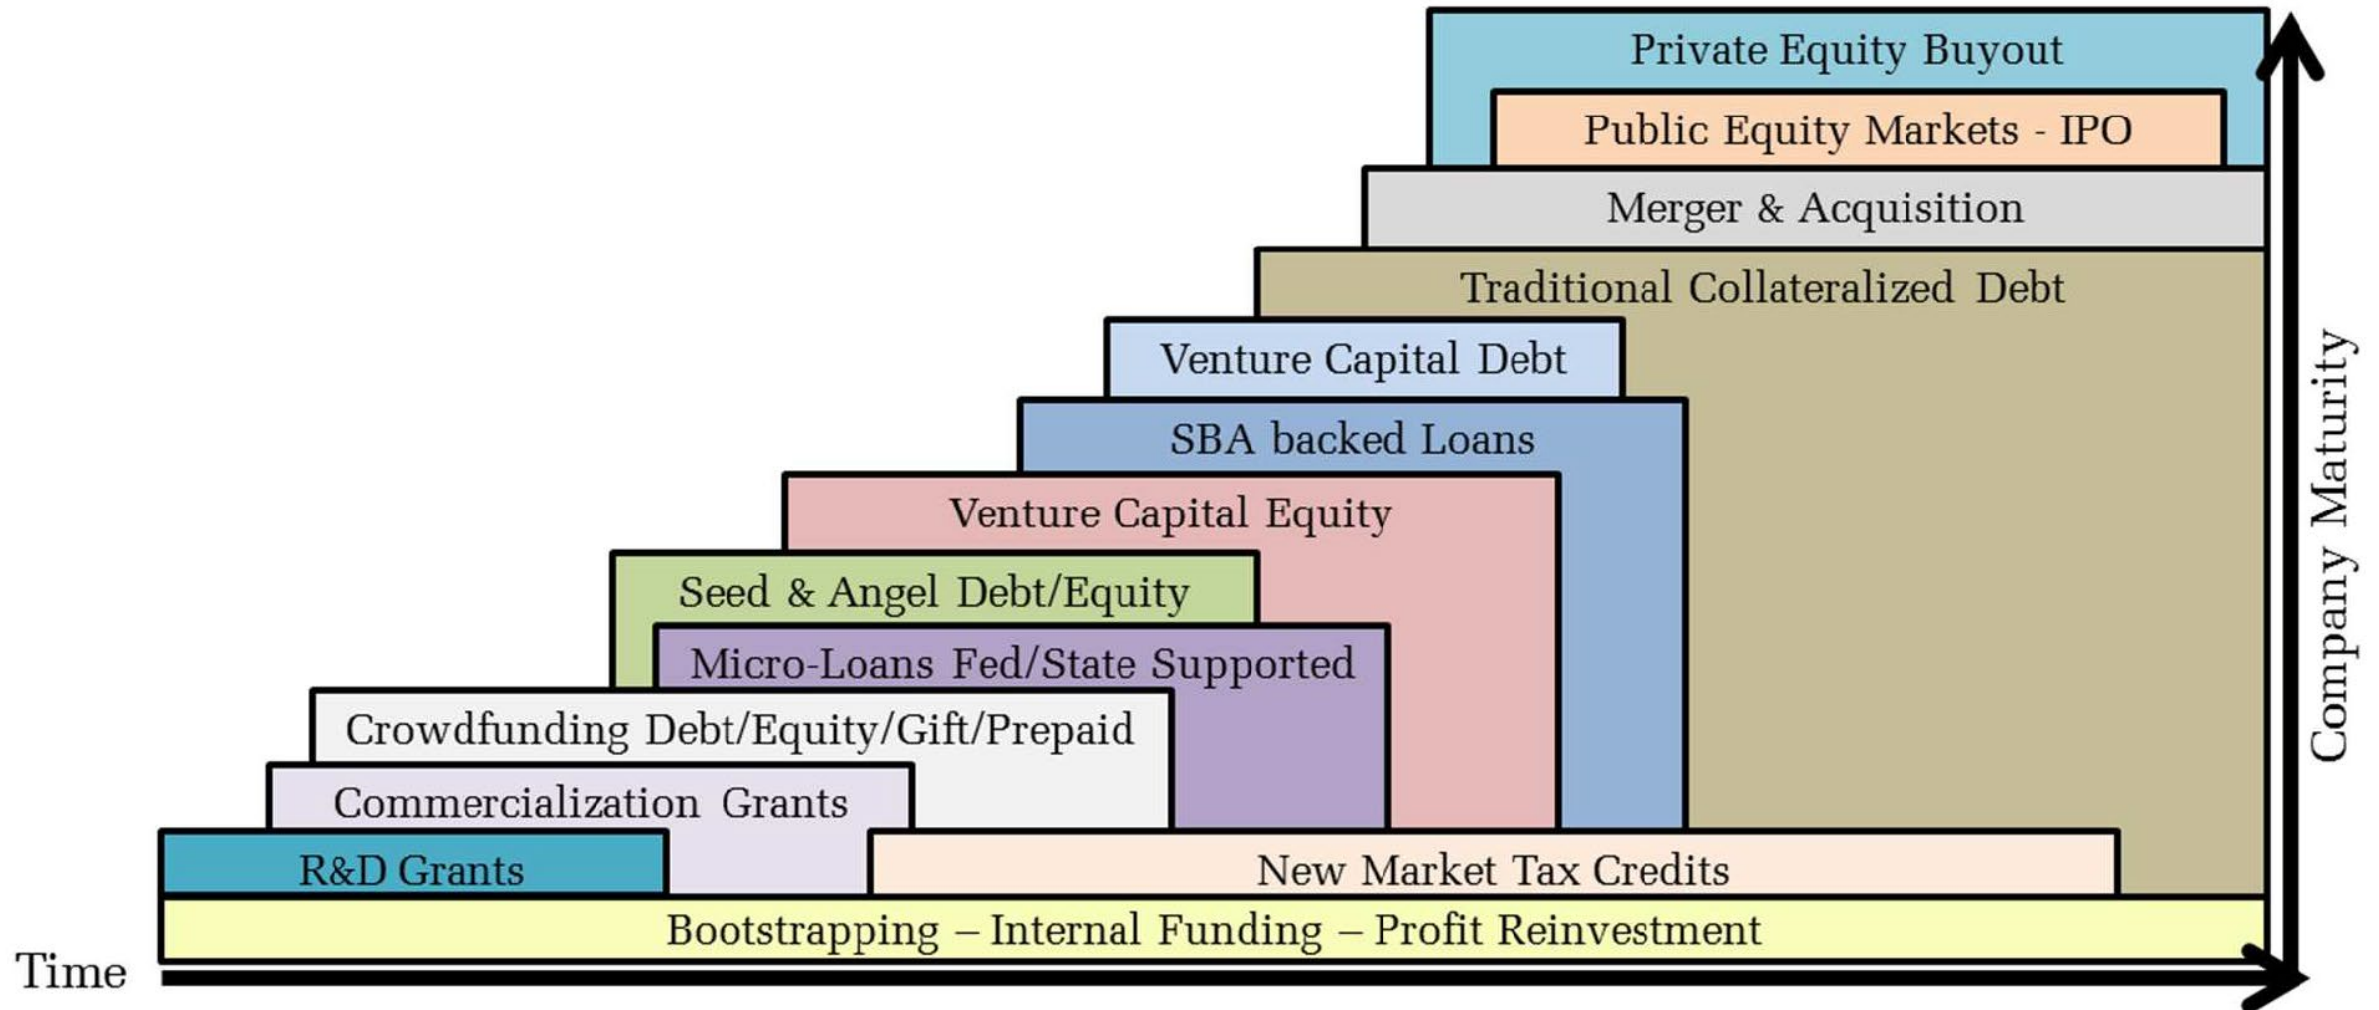 Private Equity Buyout
Public Equity Markets - IPO
Merger & Acquisition
Traditional Collateralized Debt
Venture Capital Debt
SBA backed Loans
Venture Capital Equity
Seed & Angel Debt/Equity
Micro-Loans Fed/State Supported
Crowdfunding Debt/Equity/Gift/Prepaid
Commercialization Grants
R&D Grants
New Market Tax Credits
Bootstrapping – Internal Funding – Profit Reinvestment
Time
Company Maturity